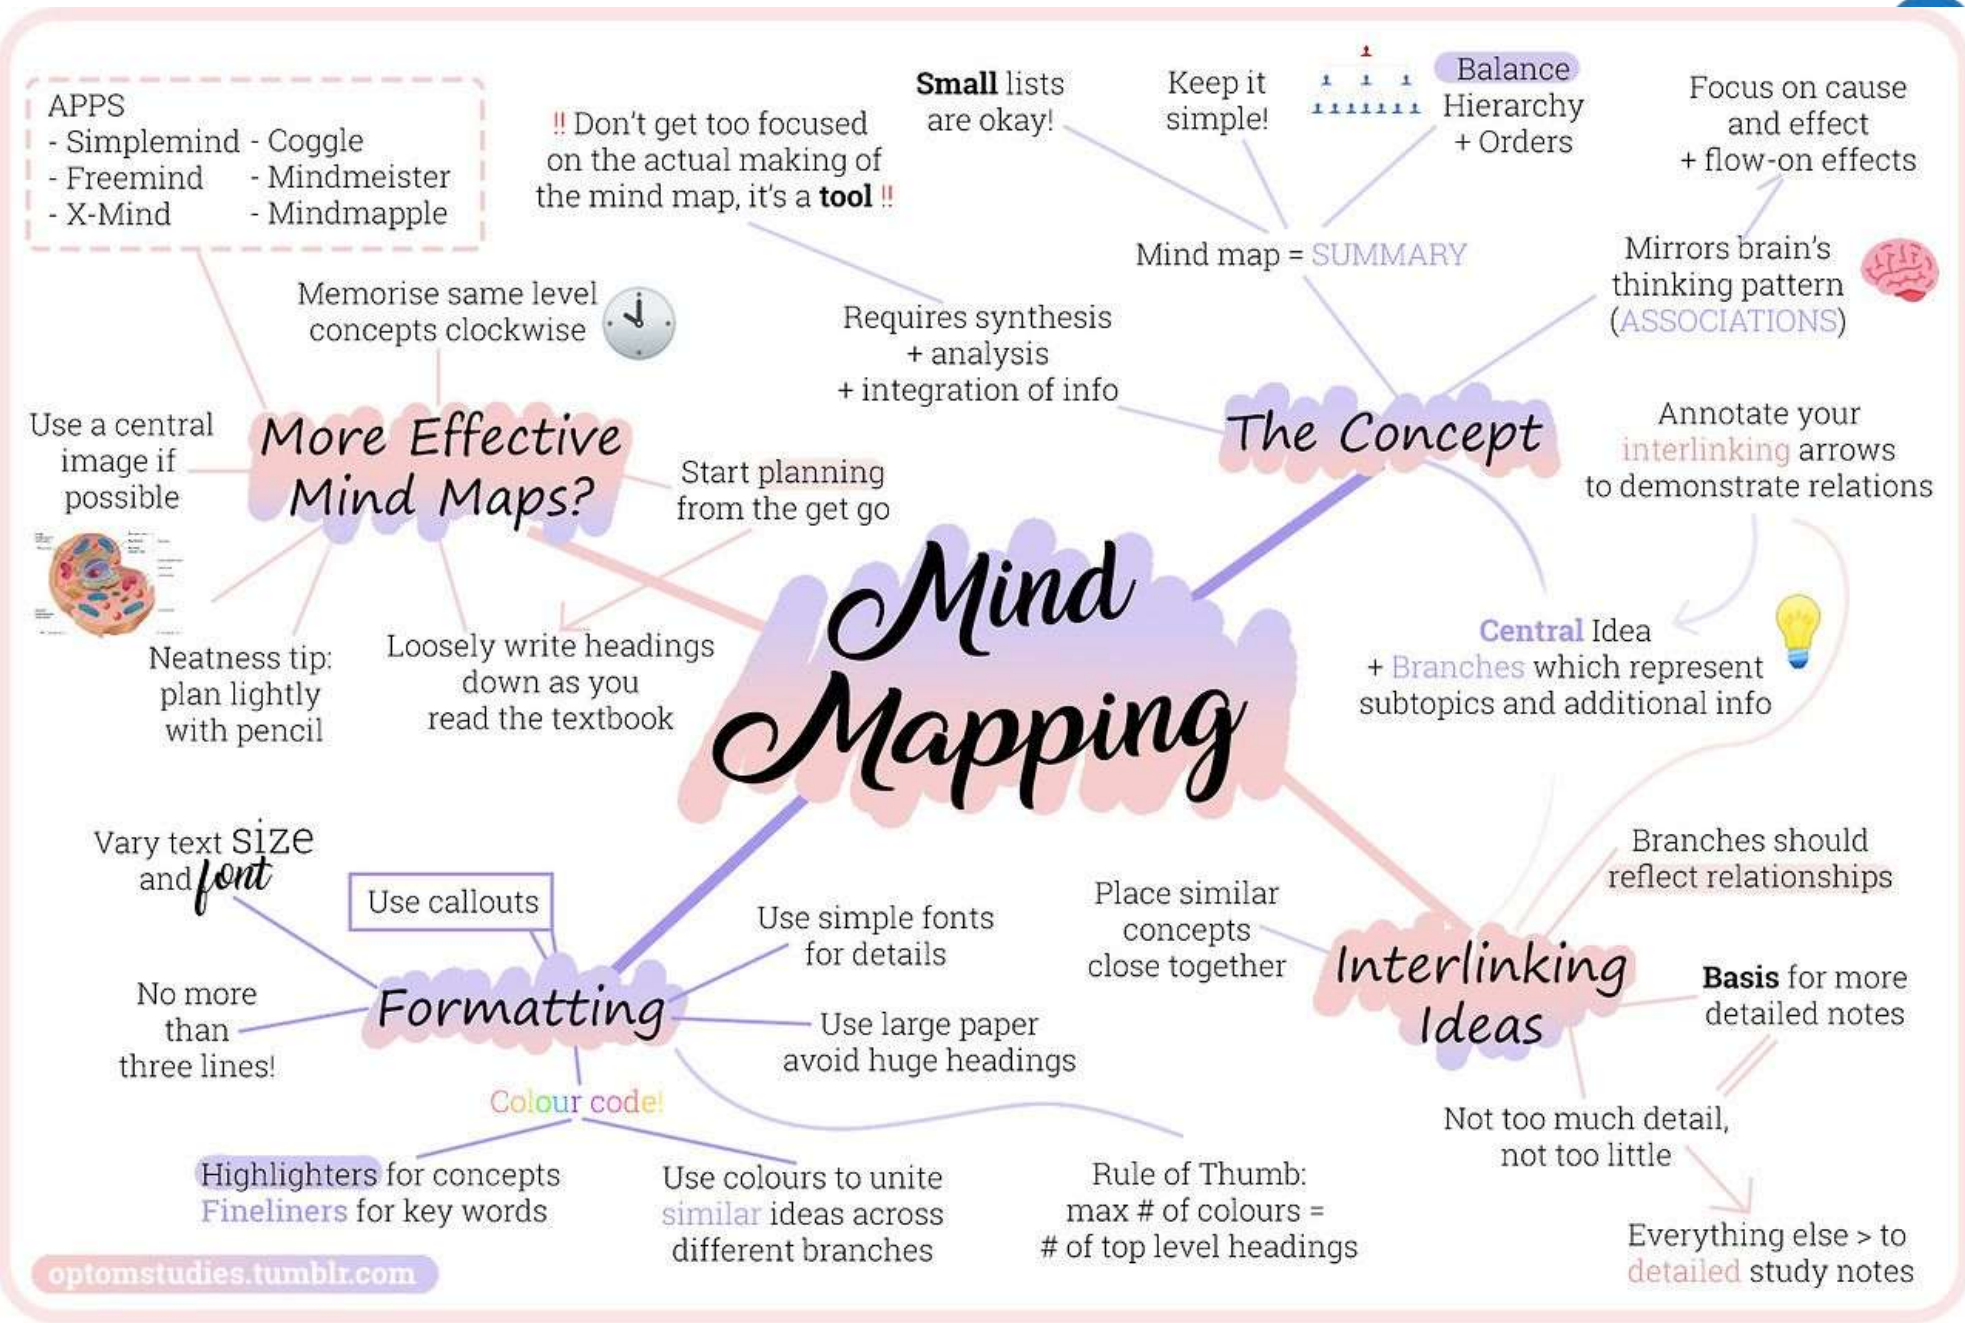 APPS
- Simplemind - Coggle
- Freemind - Mindmeister
- X-Mind - Mindmapple
!! Don't get too focused
on the actual making of
the mind map, it's a tool !!
Small lists
are okay!
Keep it
simple!
Balance
Hierarchy
+ Orders
Focus on cause
and effect
+ flow-on effects
Mind map = SUMMARY
Mirrors brain's
thinking pattern
(ASSOCIATIONS)
Memorise same level
concepts clockwise
Requires synthesis
+ analysis
+ integration of info
Use a central
image if
possible
More Effective
Mind Maps?
Start planning
from the get go
The Concept
Annotate your
interlinking arrows
to demonstrate relations
Mind
Mapping
Central Idea
+ Branches which represent
subtopics and additional info
Neatness tip:
plan lightly
with pencil
Loosely write headings
down as you
read the textbook
Vary text size
and font
Use callouts
Use simple fonts
for details
Place similar
concepts
close together
Branches should
reflect relationships
No more
than
three lines!
Formatting
Use large paper
avoid huge headings
Interlinking
Ideas
Basis for more
detailed notes
Colour code!
Highlighters for concepts
Fineliners for key words
Use colours to unite
similar ideas across
different branches
Rule of Thumb:
max # of colours =
# of top level headings
Not too much detail,
not too little
Everything else > to
detailed study notes
optomstudies.tumblr.com